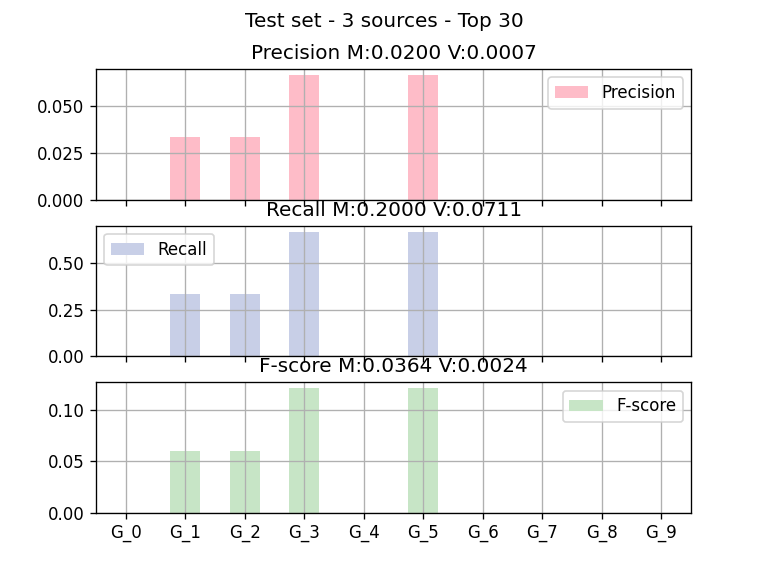 Test set - 3 sources - Top 30
Precision M:0.0200 V:0.0007
0.050
0.025
0.000
Precision
Recall M:0.2000 V:0.0711
0.50
0.25
0.00
Recall
F-score M:0.0364 V:0.0024
0.10
0.05
0.00
F-score
G_0 G_1 G_2 G_3 G_4 G_5 G_6 G_7 G_8 G_9